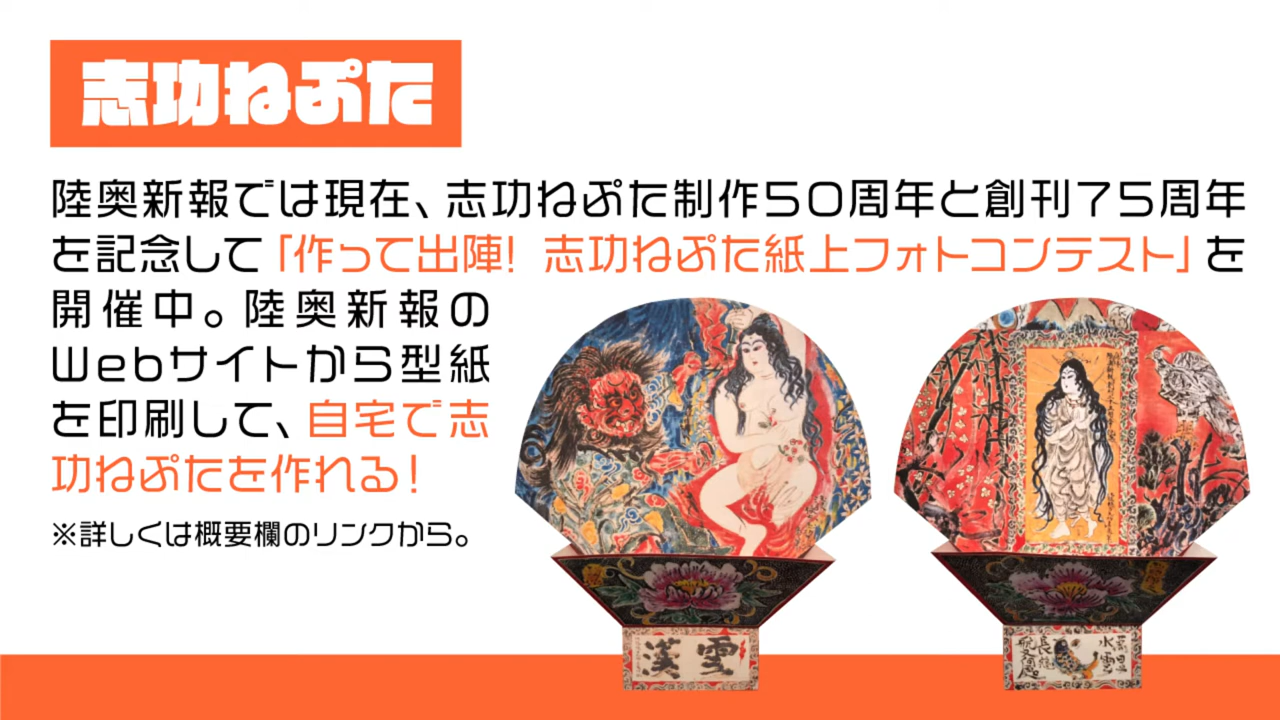 志功ねぷた
陸奥新報では現在、志功ねぷた制作50周年と創刊75周年
を記念して「作って出陣! 志功ねぷた紙上フォトコンテスト」を
開催中。陸奥新報の
Webサイトから型紙
を印刷して、自宅で志
功ねぷたを作れる!
※詳しくは概要欄のリンクから。
漢雲